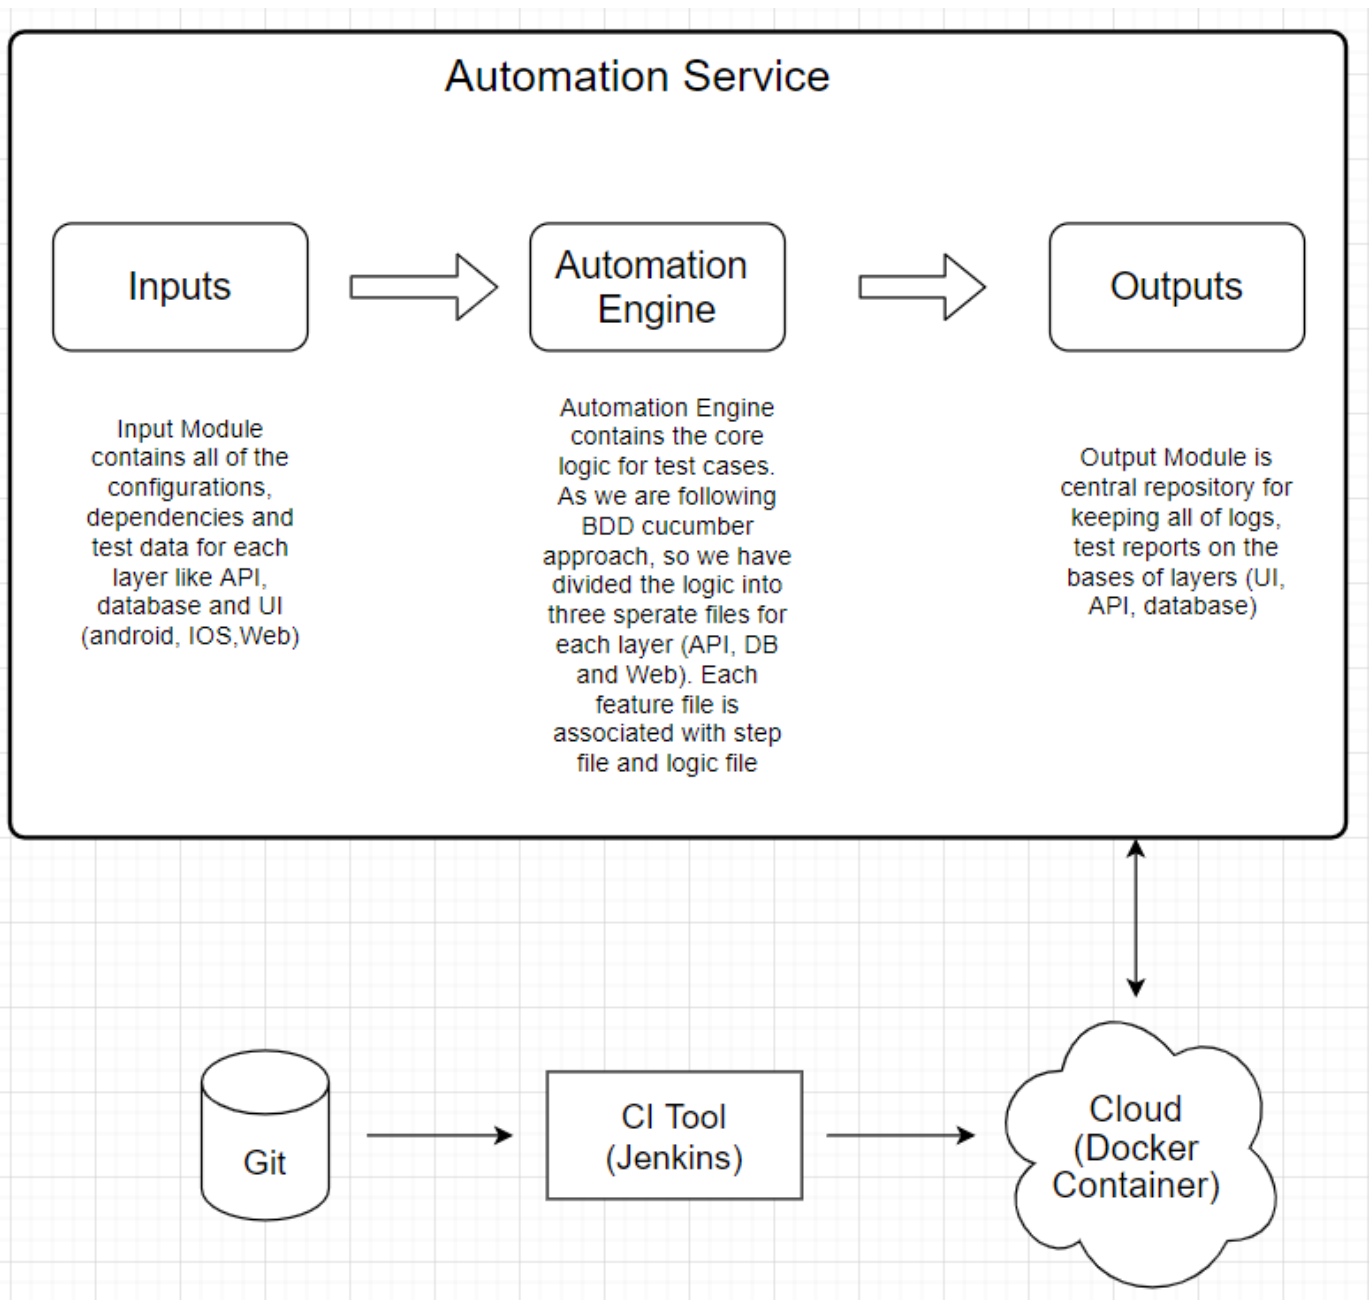 Automation Service
Inputs
Automation
Engine
Outputs
Input Module
contains all of the
configurations,
dependencies and
test data for each
layer like API,
database and UI
(android, IOS,Web)
Automation Engine
contains the core
logic for test cases.
As we are following
BDD cucumber
approach, so we have
divided the logic into
three sperate files for
each layer (API, DB
and Web). Each
feature file is
associated with step
file and logic file
Output Module is
central repository for
keeping all of logs,
test reports on the
bases of layers (UI,
API, database)
Git
CI Tool
(Jenkins)
Cloud
(Docker
Container)